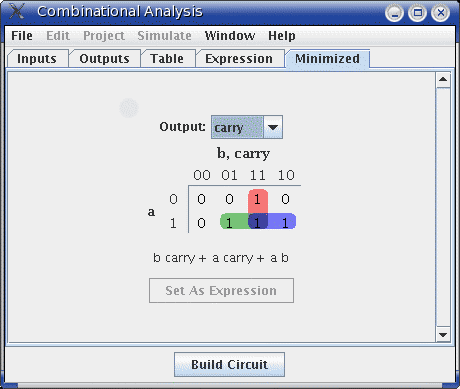 Combinational Analysis
File Edit Project Simulate Window Help
Inputs Outputs Table Expression Minimized
Output: carry
b, carry
00 01 11 10
a
0 0 0 1 0
1 0 1 1 1
b carry + a carry + a b
Set As Expression
Build Circuit